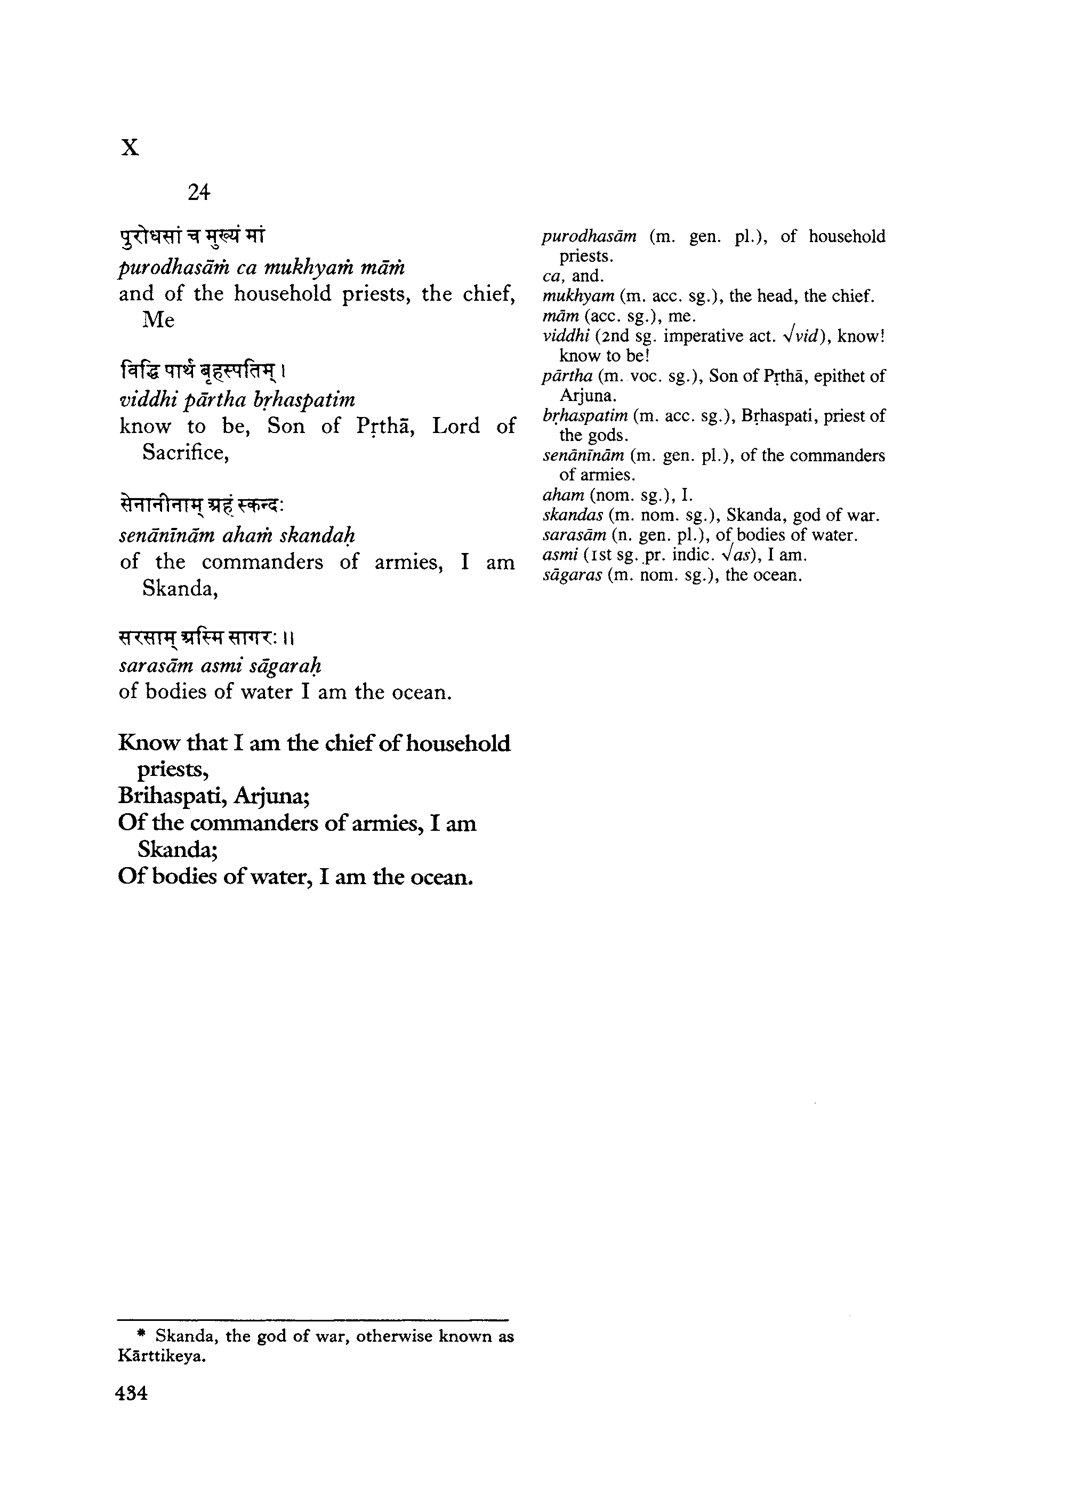 X
24
पुरोधसां च मुख्यं मां
purodhasāṁ ca mukhyaṁ māṁ
and of the household priests, the chief,
Me
विद्धि पार्थ बृहस्पतिम् ।
viddhi pārtha bṛhaspatim
know to be, Son of Pṛthā, Lord of
Sacrifice,
सेनानीनाम् अहं स्कन्दः
senānīnām ahaṁ skandaḥ
of the commanders of armies, I am
Skanda,
सरसाम् अस्मि सागरः ॥
sarasām asmi sāgaraḥ
of bodies of water I am the ocean.
Know that I am the chief of household
priests,
Brihaspati, Arjuna;
Of the commanders of armies, I am
Skanda;
Of bodies of water, I am the ocean.
purodhasām (m. gen. pl.), of household
priests.
ca, and.
mukhyam (m. acc. sg.), the head, the chief.
mām (acc. sg.), me.
viddhi (2nd sg. imperative act. √vid), know!
know to be!
pārtha (m. voc. sg.), Son of Pṛthā, epithet of
Arjuna.
bṛhaspatim (m. acc. sg.), Bṛhaspati, priest of
the gods.
senānīnām (m. gen. pl.), of the commanders
of armies.
aham (nom. sg.), I.
skandas (m. nom. sg.), Skanda, god of war.
sarasām (n. gen. pl.), of bodies of water.
asmi (1st sg. pr. indic. √as), I am.
sāgaras (m. nom. sg.), the ocean.
* Skanda, the god of war, otherwise known as
Kārttikeya.
434